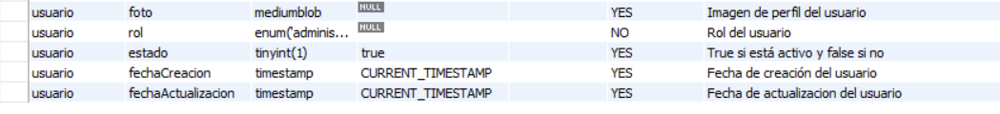 usuario foto mediumblob NULL YES Imagen de perfil del usuario
usuario rol enum('adminis... NULL NO Rol del usuario
usuario estado tinyint(1) true YES True si está activo y false si no
usuario fechaCreacion timestamp CURRENT_TIMESTAMP YES Fecha de creación del usuario
usuario fechaActualizacion timestamp CURRENT_TIMESTAMP YES Fecha de actualizacion del usuario